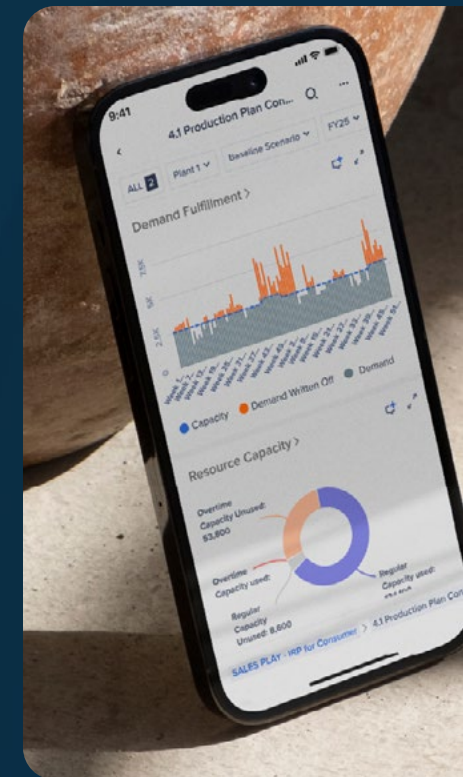 9:41
4.1 Production Plan Con...
ALL 2
Plant 1
Baseline Scenario
FY25
Demand Fulfillment >
7.5K
5K
2.5K
0
Capacity
Demand Written Off
Demand
Resource Capacity >
Overtime
Capacity Unused:
53,800
Overtime
Capacity used:
Regular
Capacity
Unused: 8,600
Regular
Capacity used:
SALES PLAY - IRP for Consumer > 4.1 Production Plan Con